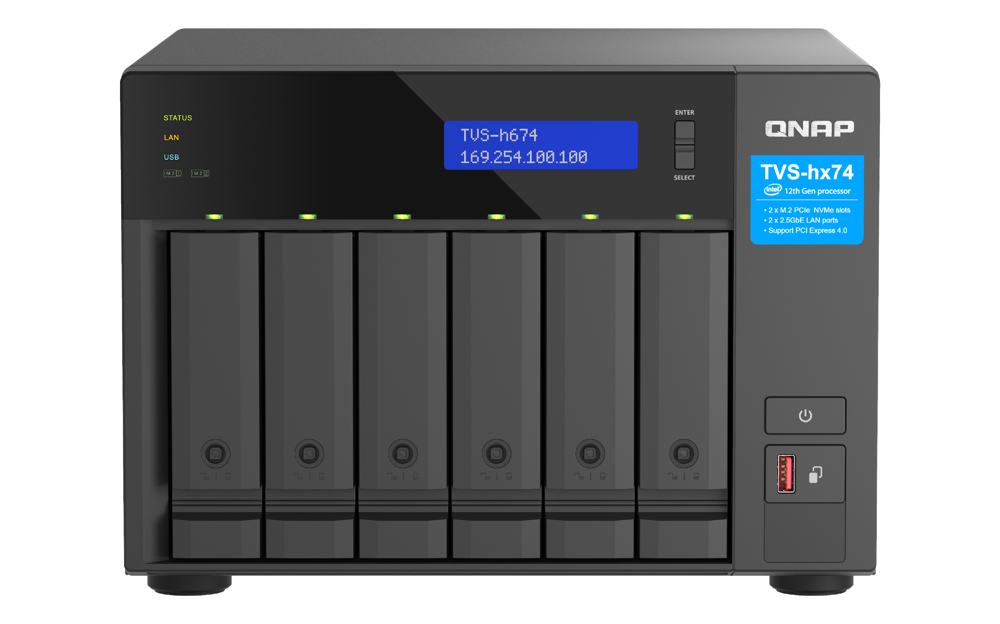 STATUS
LAN
USB
M.2 1
M.2 2
TVS-h674
169.254.100.100
ENTER
SELECT
QNAP
TVS-hx74
intel 12th Gen processor
• 2 x M.2 PCIe NVMe slots
• 2 x 2.5GbE LAN ports
• Support PCI Express 4.0